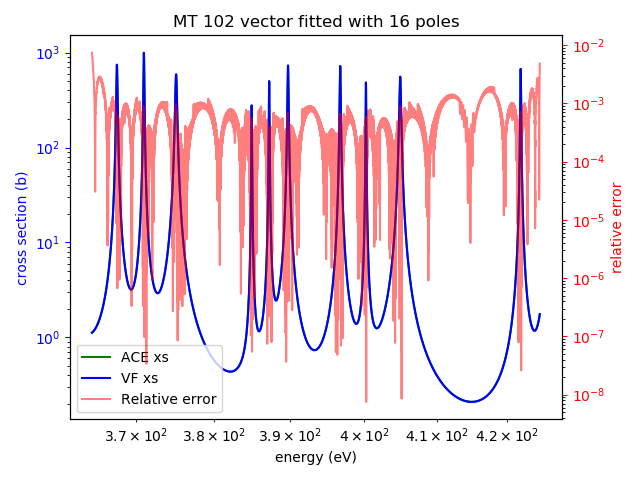 MT 102 vector fitted with 16 poles
10³
10²
10¹
10⁰
cross section (b)
10⁻²
10⁻³
10⁻⁴
10⁻⁵
10⁻⁶
10⁻⁷
10⁻⁸
relative error
ACE xs
VF xs
Relative error
3.7 × 10² 3.8 × 10² 3.9 × 10² 4 × 10² 4.1 × 10² 4.2 × 10²
energy (eV)